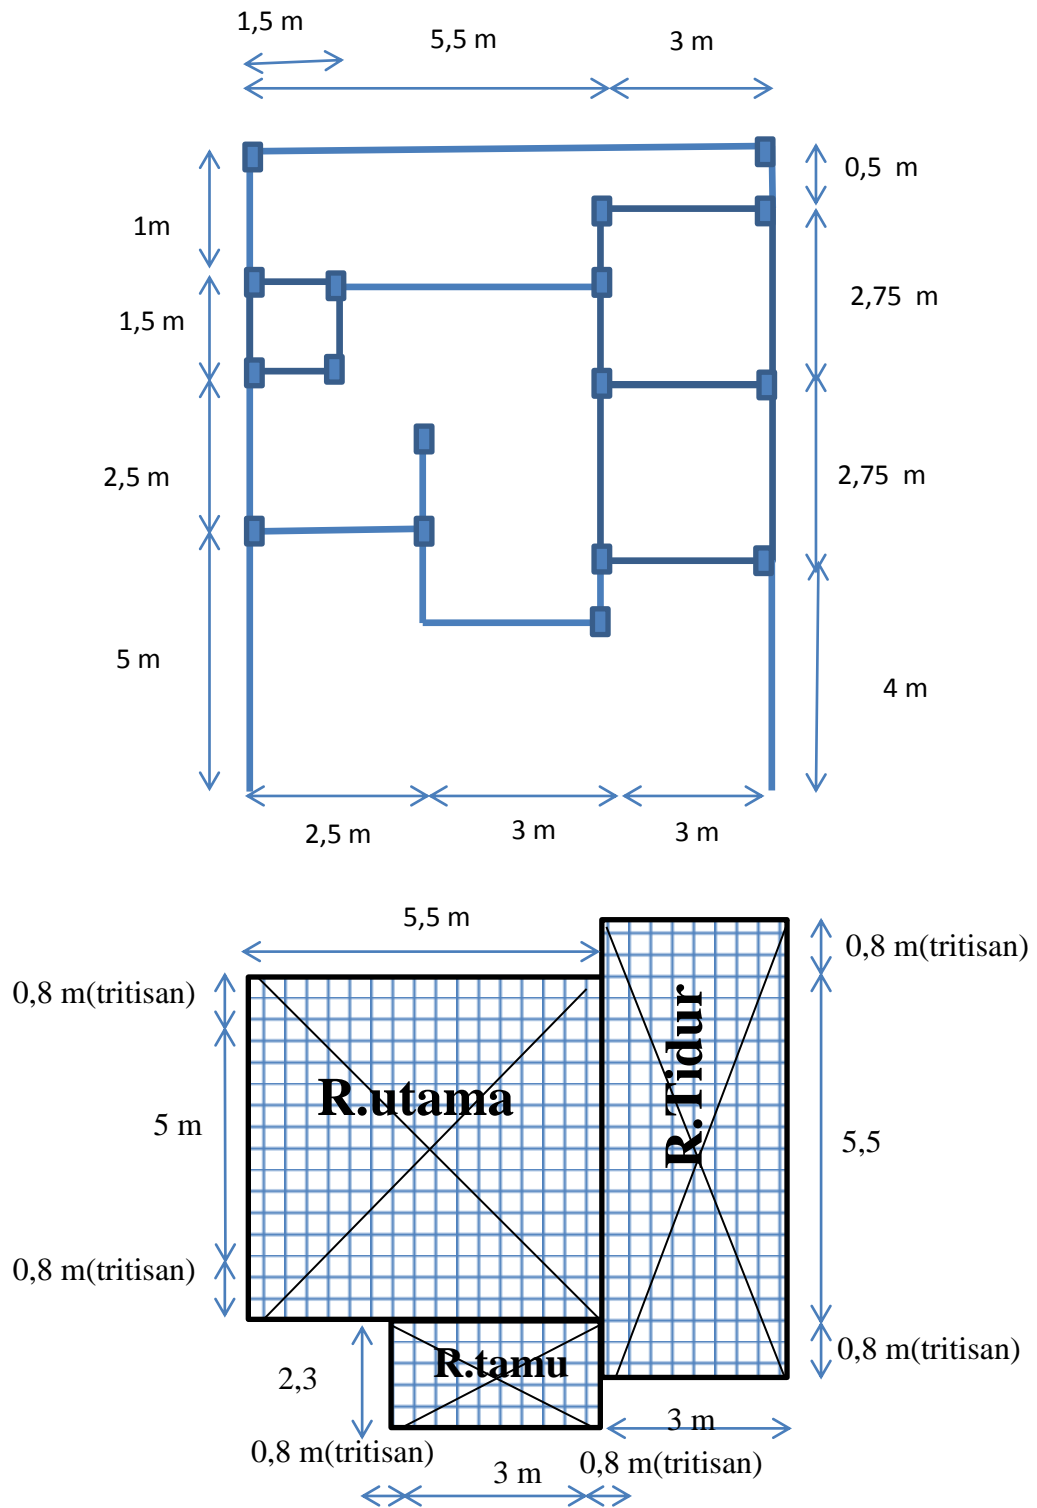 1,5 m
5,5 m
3 m
0,5  m
1m
2,75  m
1,5 m
2,5 m
2,75  m
5 m
4 m
2,5 m
3 m
3 m
5,5 m
0,8 m(tritisan)
0,8 m(tritisan)
R.utama
R.Tidur
5 m
5,5
0,8 m(tritisan)
0,8 m(tritisan)
R.tamu
2,3
3 m
0,8 m(tritisan)
3 m
0,8 m(tritisan)